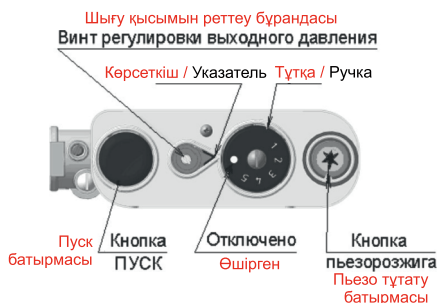 Шығу қысымын реттеу бұрандасы
Винт регулировки выходного давления
Көрсеткіш / Указатель
Тұтқа / Ручка
1
2
3
4
5
Пуск
батырмасы
Кнопка
ПУСК
Отключено
Өшірген
Кнопка
пьезорозжига
Пьезо тұтату
батырмасы